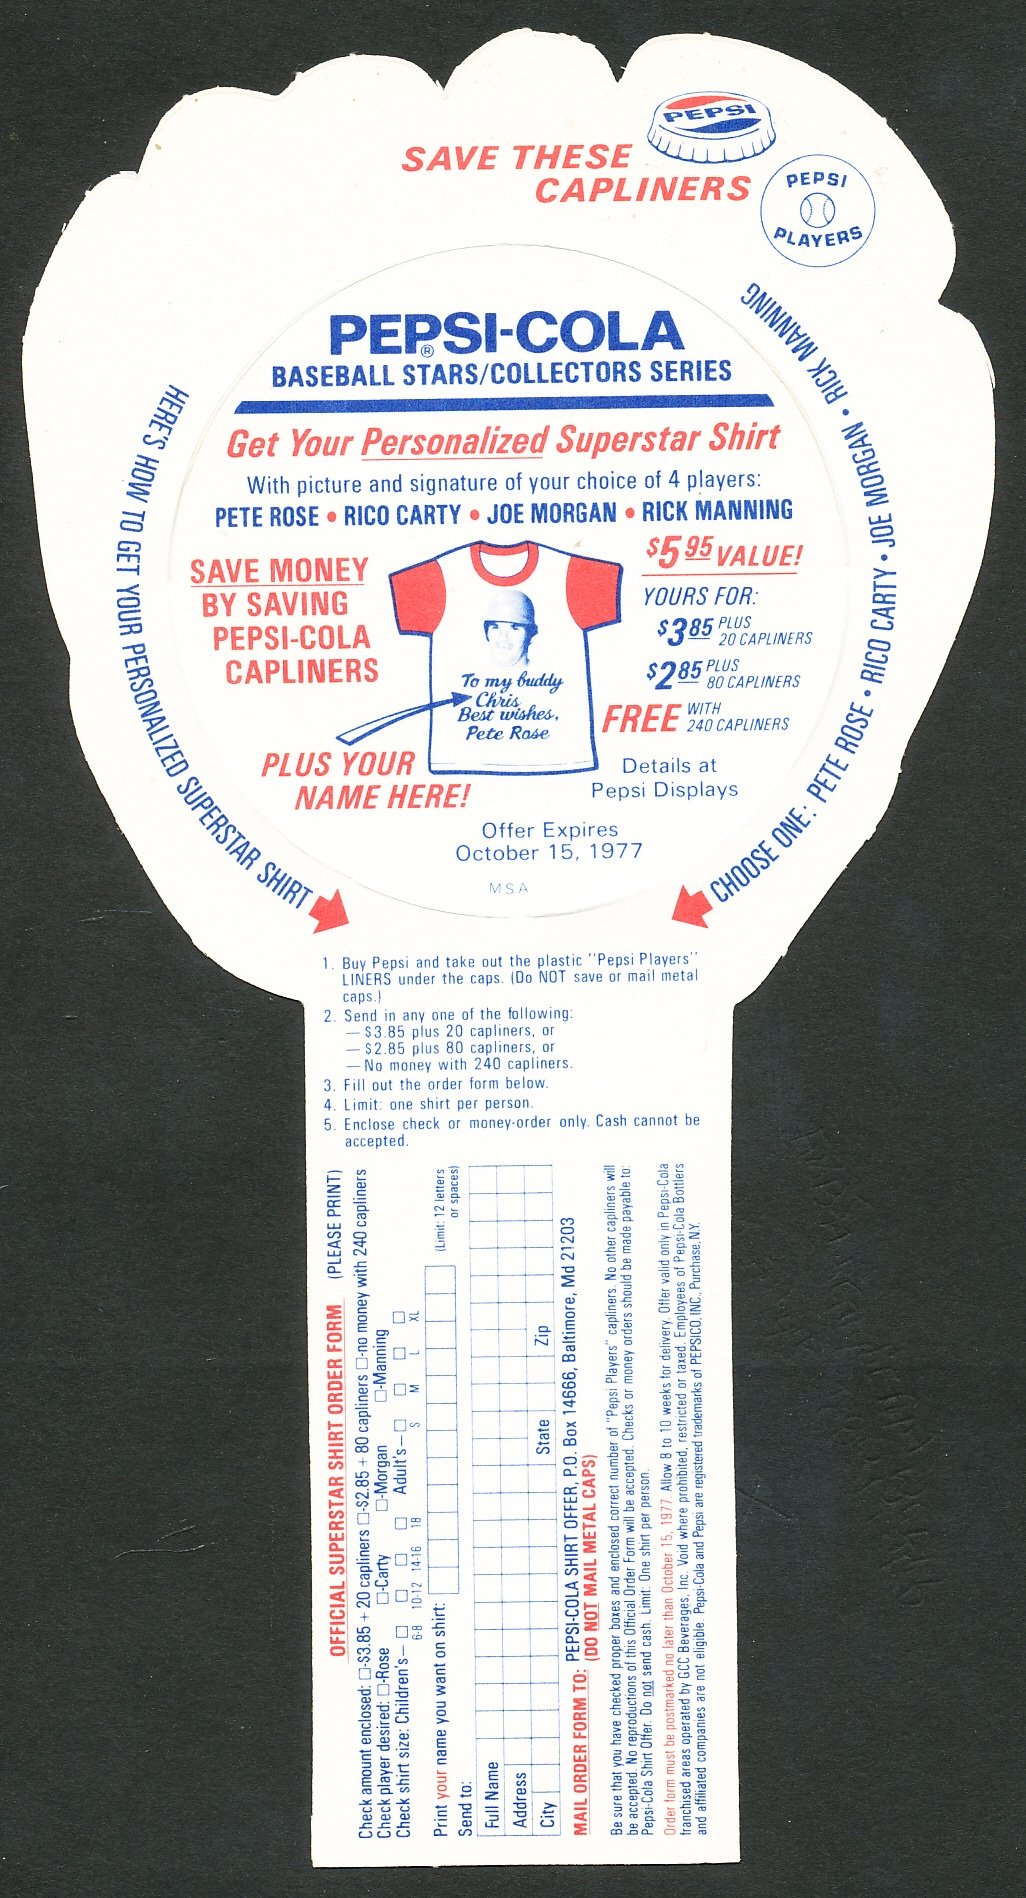 PEPSI
SAVE THESE
CAPLINERS
PEPSI
PLAYERS
PEPSI-COLA
®
BASEBALL STARS/COLLECTORS SERIES
Get Your Personalized Superstar Shirt
With picture and signature of your choice of 4 players:
PETE ROSE • RICO CARTY • JOE MORGAN • RICK MANNING
SAVE MONEY
BY SAVING
PEPSI-COLA
CAPLINERS
$5 95 VALUE!
YOURS FOR:
$3 85 PLUS
20 CAPLINERS
$2 85 PLUS
80 CAPLINERS
FREE WITH
240 CAPLINERS
To my buddy
Chris
Best wishes,
Pete Rose
PLUS YOUR
NAME HERE!
Details at
Pepsi Displays
Offer Expires
October 15, 1977
MSA
HERE'S HOW TO GET YOUR PERSONALIZED SUPERSTAR SHIRT
CHOOSE ONE: PETE ROSE • RICO CARTY • JOE MORGAN • RICK MANNING
1. Buy Pepsi and take out the plastic "Pepsi Players"
LINERS under the caps. (Do NOT save or mail metal
caps.)
2. Send in any one of the following:
— $3.85 plus 20 capliners, or
— $2.85 plus 80 capliners, or
— No money with 240 capliners.
3. Fill out the order form below.
4. Limit: one shirt per person.
5. Enclose check or money-order only. Cash cannot be
accepted.
OFFICIAL SUPERSTAR SHIRT ORDER FORM (PLEASE PRINT)
Check amount enclosed: ☐-$3.85 + 20 capliners ☐-$2.85 + 80 capliners ☐-no money with 240 capliners
Check player desired: ☐-Rose ☐-Carty ☐-Morgan ☐-Manning
Check shirt size: Children's— ☐ ☐ ☐ ☐ Adult's—☐ ☐ ☐ ☐
6-8 10-12 14-16 18 S M L XL
Print your name you want on shirt: (Limit: 12 letters
or spaces)
Send to:
Full Name
Address
City State Zip
MAIL ORDER FORM TO: PEPSI-COLA SHIRT OFFER, P.O. Box 14666, Baltimore, Md 21203
(DO NOT MAIL METAL CAPS)
Be sure that you have checked proper boxes and enclosed correct number of "Pepsi Players" capliners. No other capliners will
be accepted. No reproductions of this Official Order Form will be accepted. Checks or money orders should be made payable to:
Pepsi-Cola Shirt Offer. Do not send cash. Limit: One shirt per person.
Order form must be postmarked no later than October 15, 1977. Allow 8 to 10 weeks for delivery. Offer valid only in Pepsi-Cola
franchised areas operated by GCC Beverages, Inc. Void where prohibited, restricted or taxed. Employees of Pepsi-Cola Bottlers
and affiliated companies are not eligible. Pepsi-Cola and Pepsi are registered trademarks of PEPSICO, INC., Purchase, N.Y.